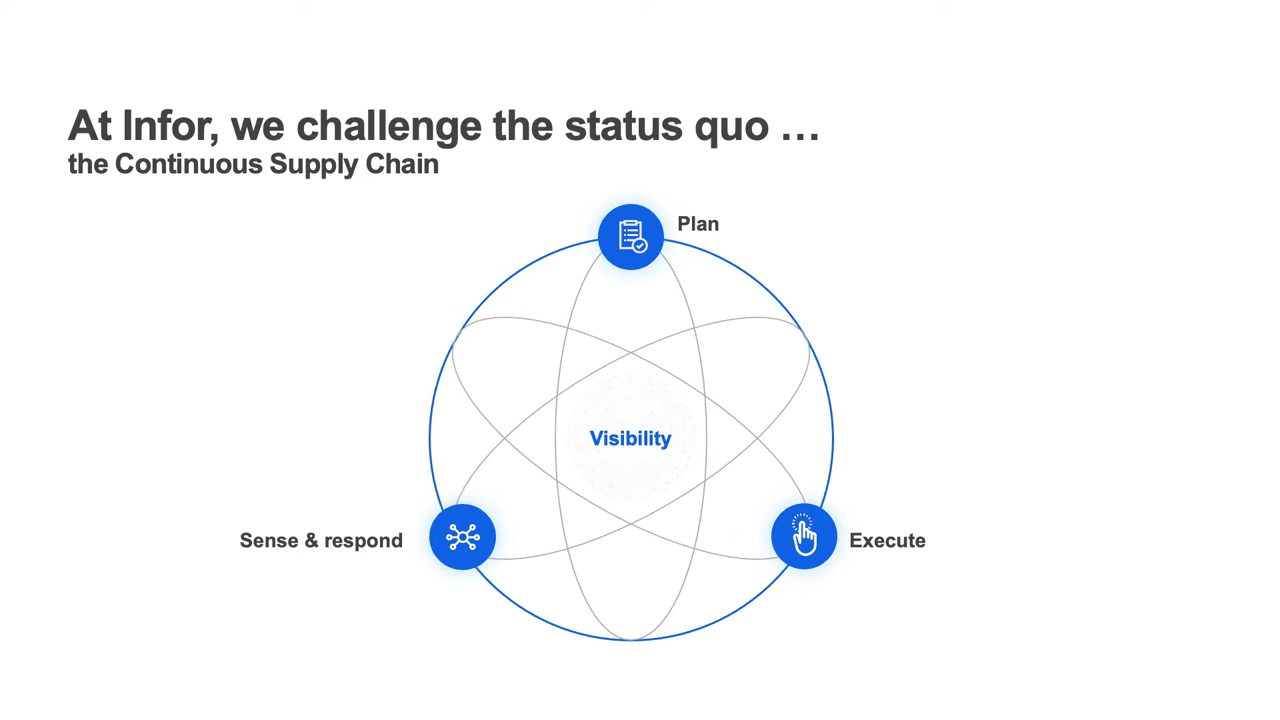 At Infor, we challenge the status quo …
the Continuous Supply Chain
Plan
Visibility
Sense & respond
Execute